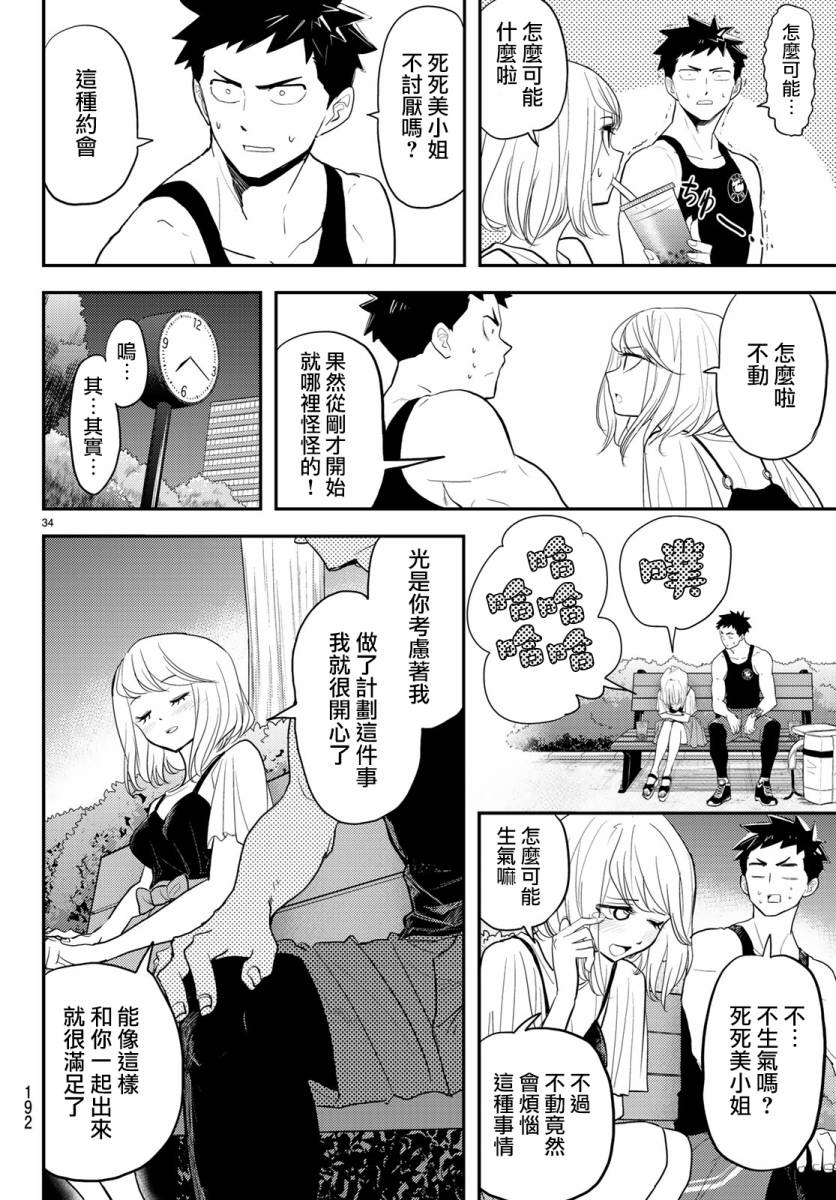 怎麼可能…
怎麼可能
什麼啦
ちゅー…
死死美小姐
不討厭嗎?
這種約會
怎麼啦
不動
果然從剛才開始
就哪裡怪怪的!
12
9
3
6
嗚…
其…其實…
噗
哈
哈哈
哈哈
不…
不生氣嗎?
死死美小姐
怎麼可能
生氣嘛
不過
不動竟然
會煩惱
這種事情
34
光是你考慮著我
做了計劃這件事
我就很開心了
能像這樣
和你一起出來
就很滿足了
192